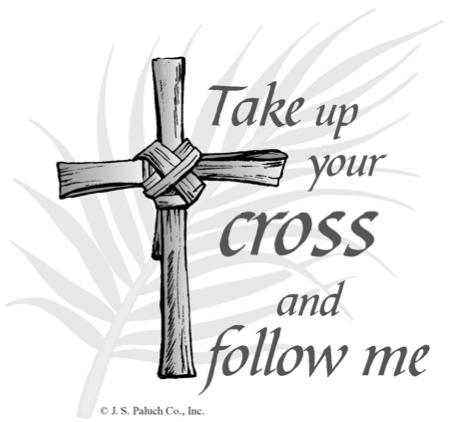 Take up
your
cross
and
follow me
© J. S. Paluch Co., Inc.